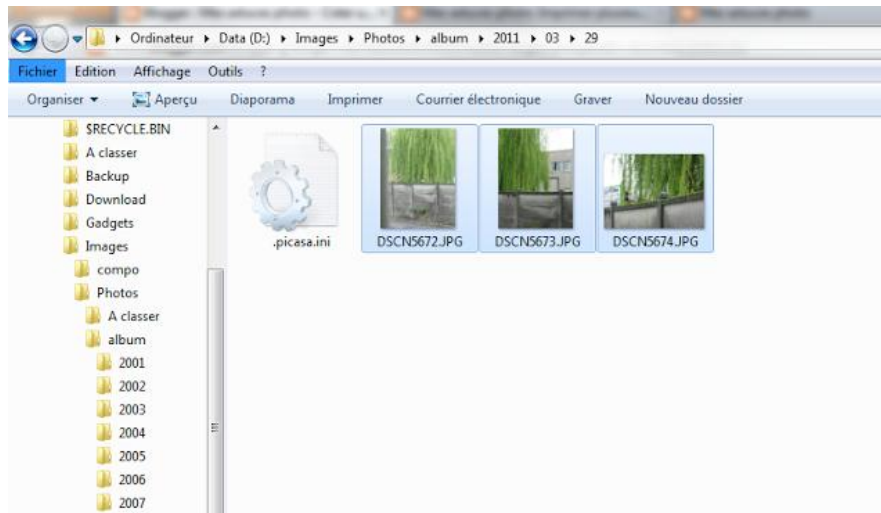 Ordinateur Data (D:) Images Photos album 2011 03 29
Fichier Edition Affichage Outils ?
Organiser Aperçu Diaporama Imprimer Courrier électronique Graver Nouveau dossier
$RECYCLE.BIN
A classer
Backup
Download
Gadgets
Images
compo
Photos
A classer
album
2001
2002
2003
2004
2005
2006
2007
.picasa.ini DSCN5672.JPG DSCN5673.JPG DSCN5674.JPG